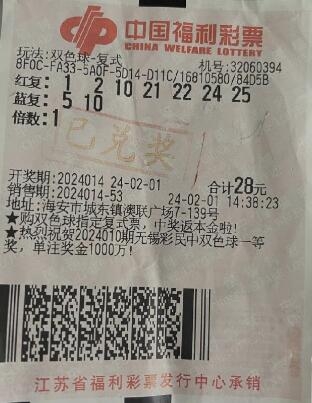 中国福利彩票
CHINA WELFARE LOTTERY
玩法:双色球-复式 机号:32060394
8F0C-FA33-5A0F-5D14-D11C/16810580/84D5B
红复: 1 2 10 21 22 24 25
蓝复: 5 10
倍数:1
已兑奖
开奖期:2024014 24-02-01 合计28元
销售期:2024014-53 24-02-01 14:38:23
地址:海安市城东镇澳联广场7-139号
★购双色球指定复式票,中奖返本金啦!
★热烈祝贺2024010期无锡彩民中双色球一等
奖,单注奖金1000万!
江苏省福利彩票发行中心承销